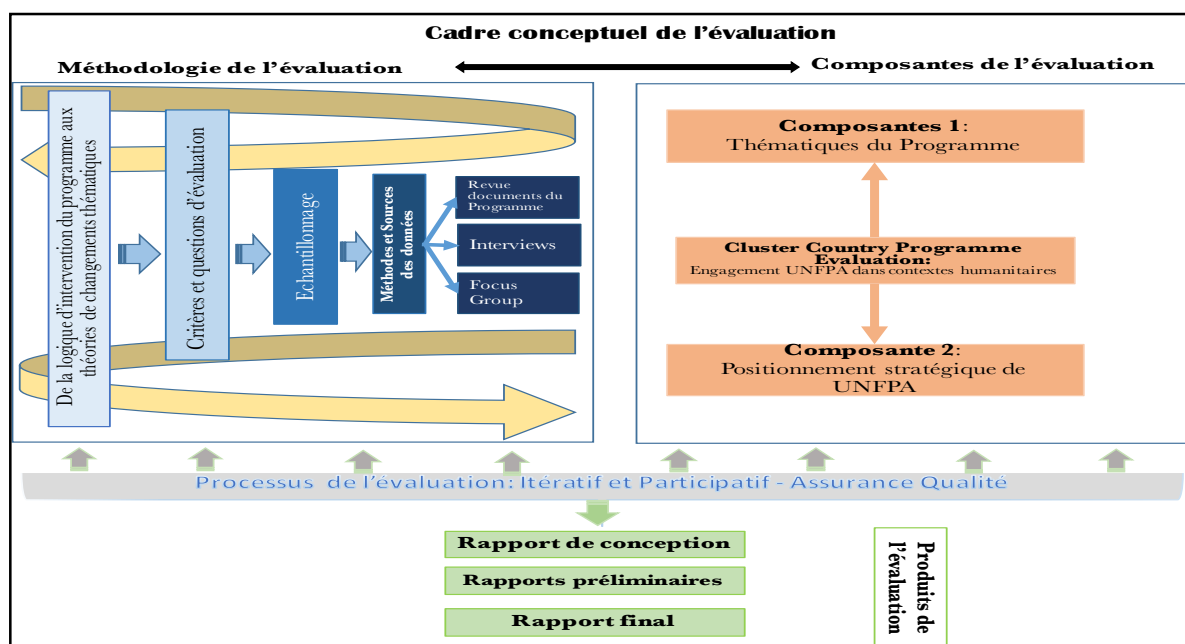 Cadre conceptuel de l'évaluation
Méthodologie de l'évaluation
Composantes de l'évaluation
De la logique d'intervention du programme aux
théories de changements thématiques
Critères et questions d'évaluation
Echantillonnage
Méthodes et Sources
des données
Revue
documents du
Programme
Interviews
Focus
Group
Composantes 1:
Thématiques du Programme
Cluster Country Programme
Evaluation:
Engagement UNFPA dans contextes humanitaires
Composante 2:
Positionnement stratégique de
UNFPA
Processus de l'évaluation: Itératif et Participatif - Assurance Qualité
Rapport de conception
Rapports préliminaires
Rapport final
Produits de
l'évaluation